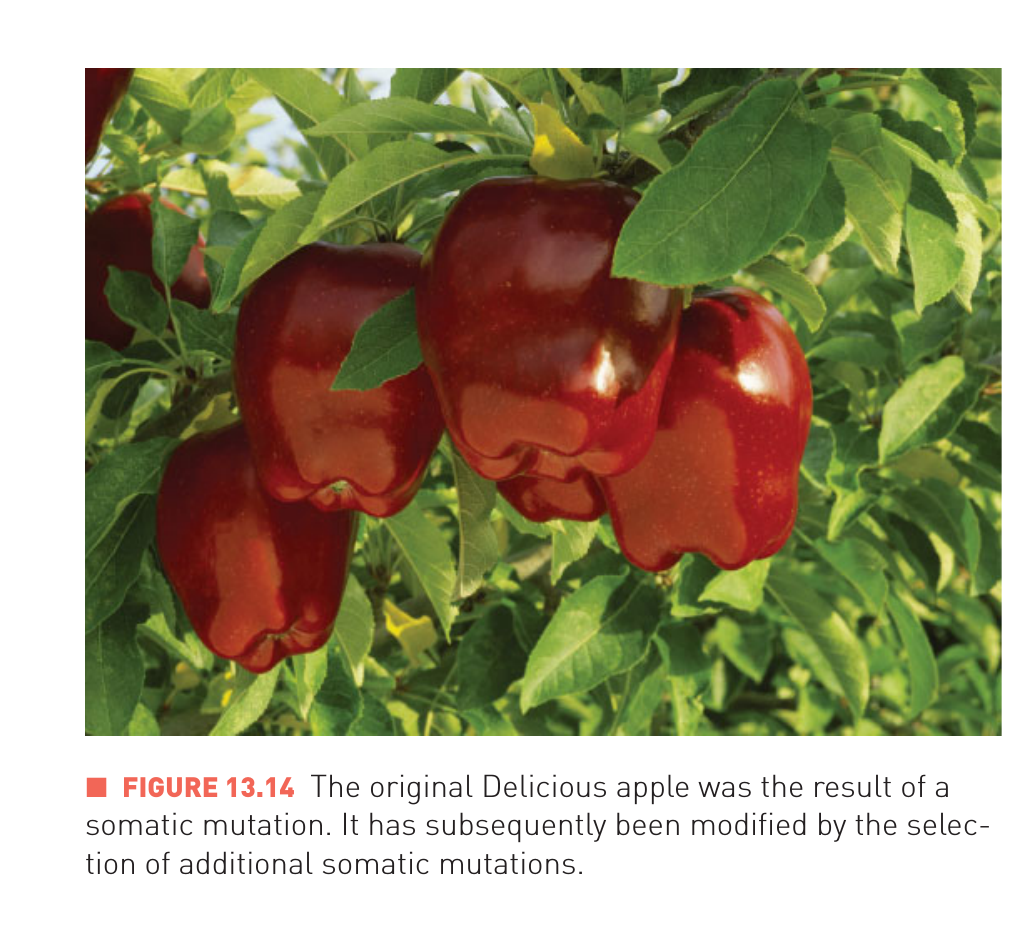 ■ FIGURE 13.14 The original Delicious apple was the result of a
somatic mutation. It has subsequently been modified by the selec-
tion of additional somatic mutations.